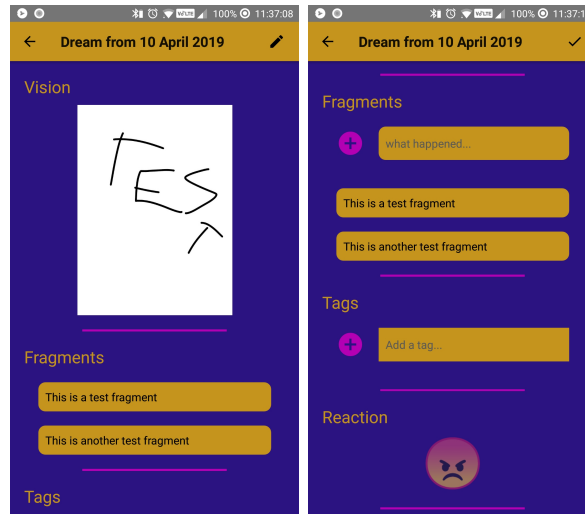 100% 11:37:08
Dream from 10 April 2019
Vision
TEST
Fragments
This is a test fragment
This is another test fragment
Tags
100% 11:37:1
Dream from 10 April 2019
Fragments
what happened...
This is a test fragment
This is another test fragment
Tags
Add a tag...
Reaction